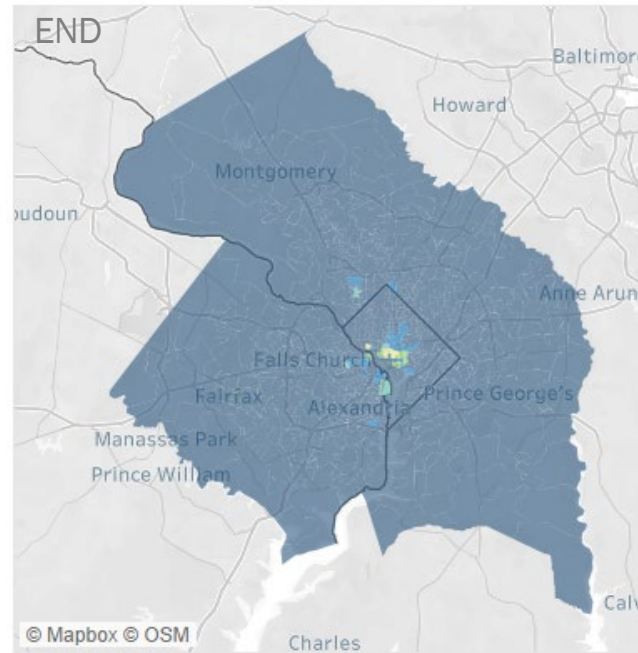 END
Baltimore
Howard
Montgomery
oudoun
Anne Arun
Falls Church
Fairfax
Prince George's
Alexandria
Manassas Park
Prince William
Calv
© Mapbox © OSM
Charles